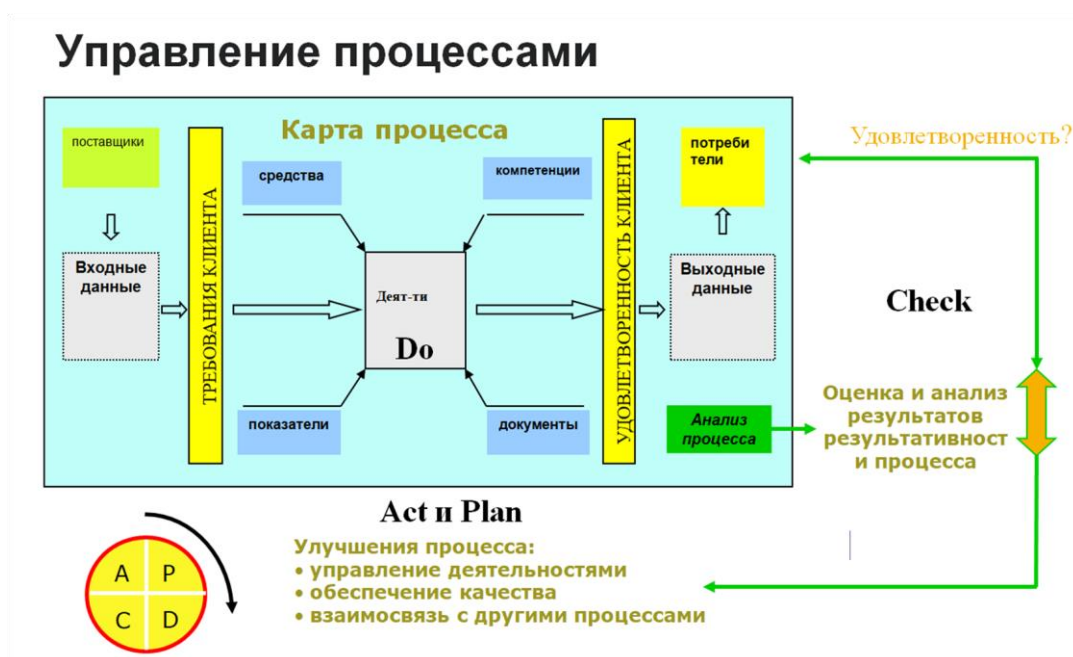 Управление процессами
Карта процесса
поставщики
Входные
данные
ТРЕБОВАНИЯ КЛИЕНТА
средства
компетенции
Деят-ти
Do
показатели
документы
УДОВЛЕТВОРЕННОСТЬ КЛИЕНТА
потреби
тели
Выходные
данные
Анализ
процесса
Удовлетворенность?
Check
Оценка и анализ
результатов
результативност
и процесса
Act и Plan
Улучшения процесса:
• управление деятельностями
• обеспечение качества
• взаимосвязь с другими процессами
A P
C D